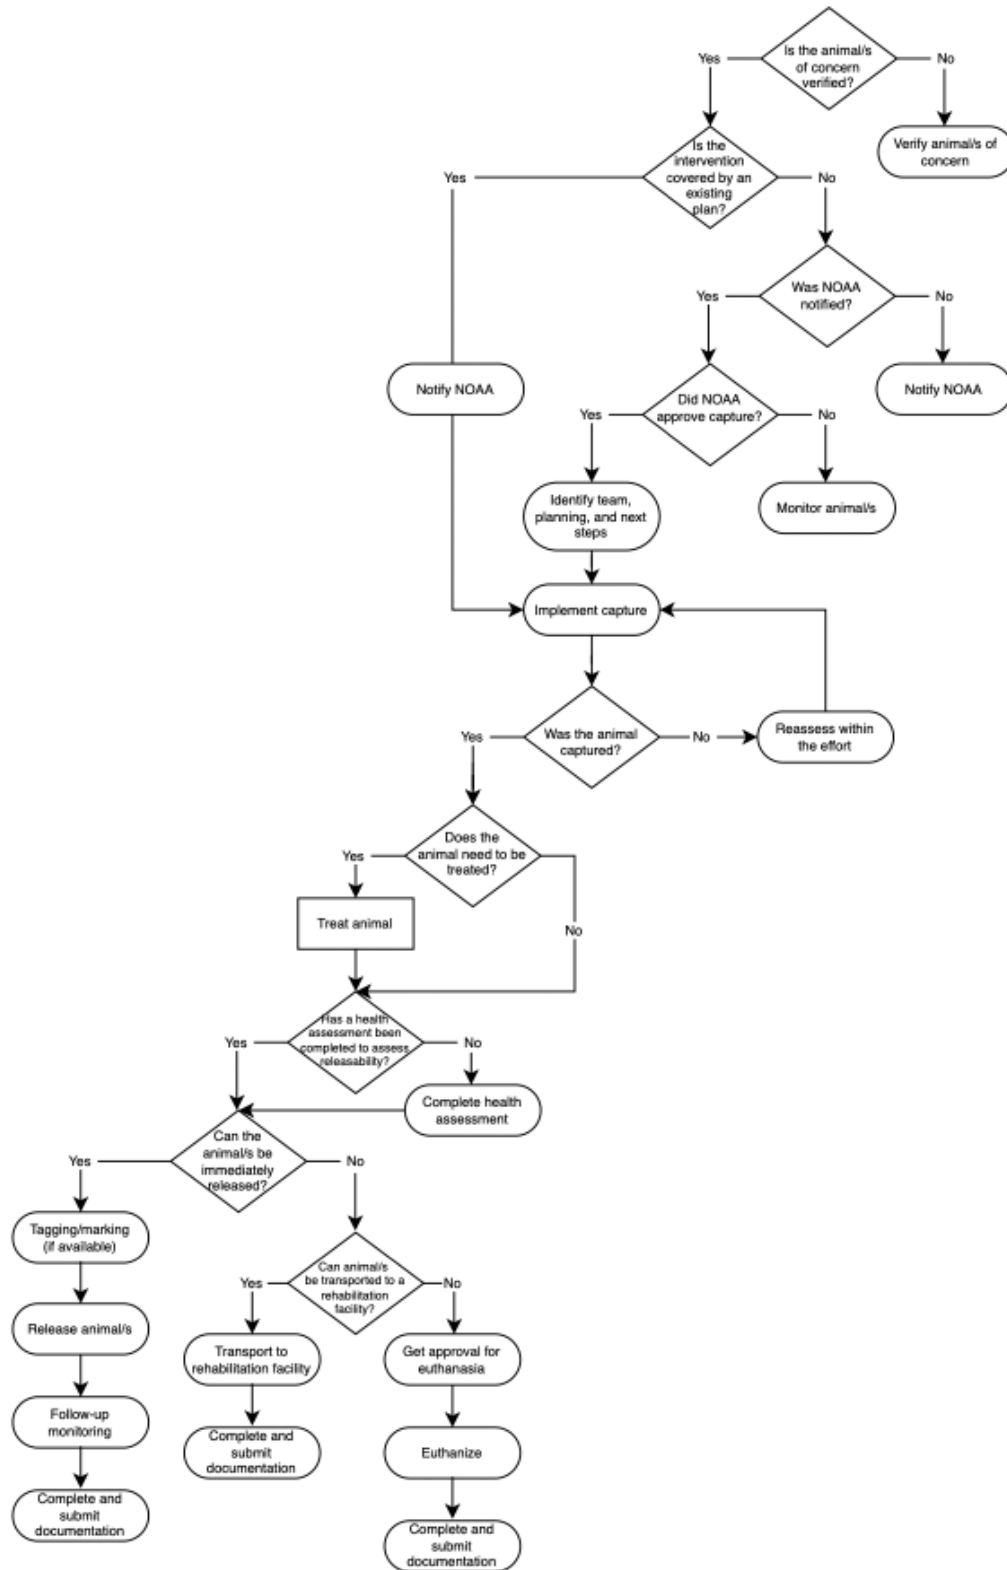 Is the animal/s
of concern
verified?
Yes
No
Verify animal/s of
concern
Is the
intervention
covered by an
existing
plan?
Yes
No
Was NOAA
notified?
Yes
No
Notify NOAA
Notify NOAA
Did NOAA
approve capture?
Yes
No
Identify team,
planning, and next
steps
Monitor animal/s
Implement capture
Was the animal
captured?
Yes
No
Reassess within
the effort
Does the
animal need to be
treated?
Yes
No
Treat animal
Has a health
assessment been
completed to assess
releasability?
Yes
No
Complete health
assessment
Can the
animal/s be
immediately
released?
Yes
No
Tagging/marking
(if available)
Release animal/s
Follow-up
monitoring
Complete and
submit
documentation
Can animal/s
be transported to a
rehabilitation
facility?
Yes
No
Transport to
rehabilitation facility
Complete and
submit
documentation
Get approval for
euthanasia
Euthanize
Complete and
submit
documentation